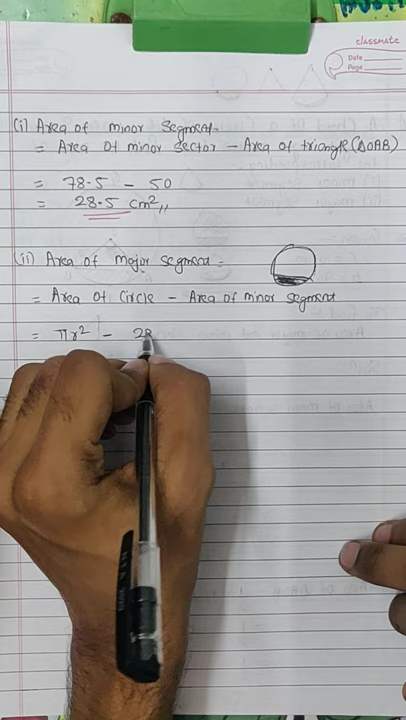 classmate
Date
Page
(i) Area of minor Segment-
= Area of minor sector – Area of triangle (ΔOAB)
= 78.5 – 50
= 28.5 cm²,,
(ii) Area of major segment =
= Area of Circle – Area of minor segment
= πr² – 28